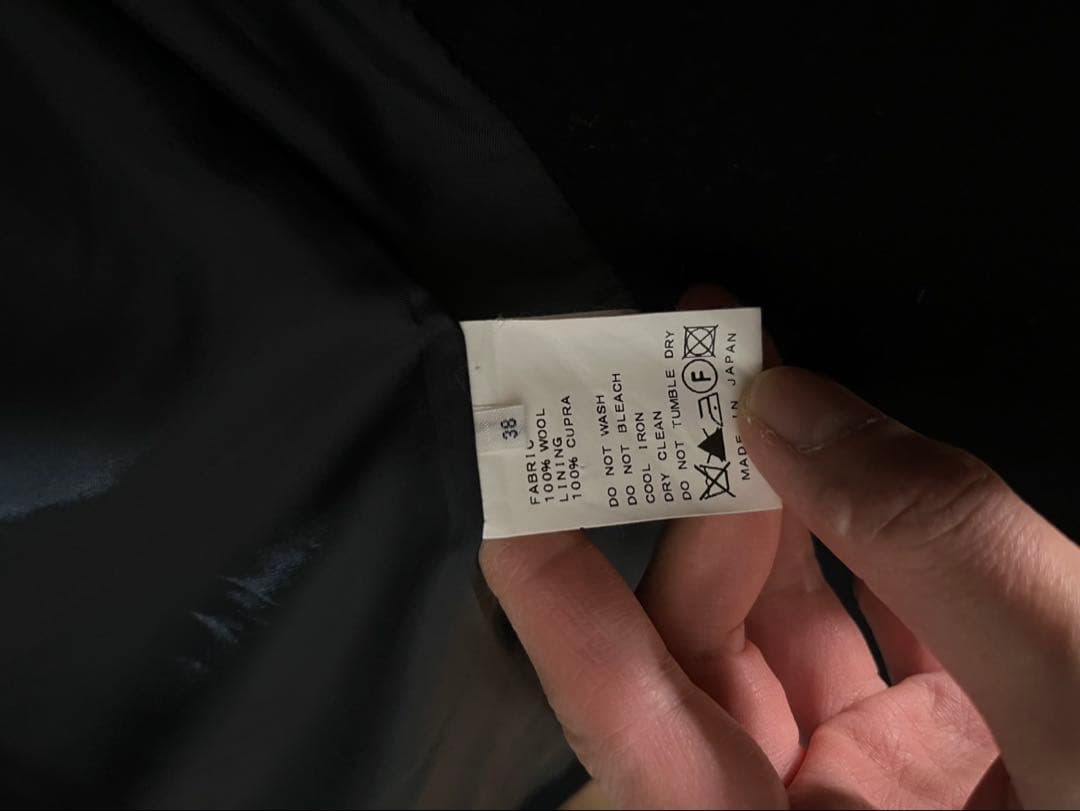 38
FABRIC
100% WOOL
LINING
100% CUPRA
DO NOT WASH
DO NOT BLEACH
COOL IRON
DRY CLEAN
DO NOT TUMBLE DRY
F
MADE IN JAPAN